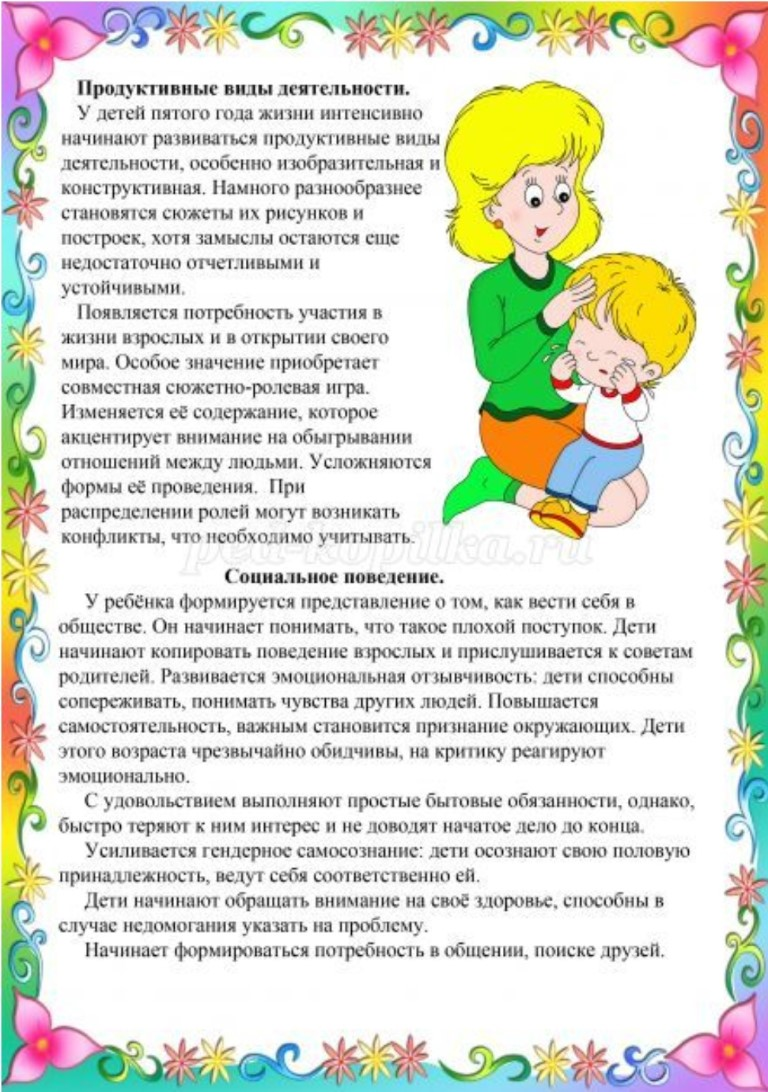 Продуктивные виды деятельности.
У детей пятого года жизни интенсивно
начинают развиваться продуктивные виды
деятельности, особенно изобразительная и
конструктивная. Намного разнообразнее
становятся сюжеты их рисунков и
построек, хотя замыслы остаются еще
недостаточно отчетливыми и
устойчивыми.
Появляется потребность участия в
жизни взрослых и в открытии своего
мира. Особое значение приобретает
совместная сюжетно-ролевая игра.
Изменяется её содержание, которое
акцентирует внимание на обыгрывании
отношений между людьми. Усложняются
формы её проведения. При
распределении ролей могут возникать
конфликты, что необходимо учитывать.
ped-kopilka.ru
Социальное поведение.
У ребёнка формируется представление о том, как вести себя в
обществе. Он начинает понимать, что такое плохой поступок. Дети
начинают копировать поведение взрослых и прислушивается к советам
родителей. Развивается эмоциональная отзывчивость: дети способны
сопереживать, понимать чувства других людей. Повышается
самостоятельность, важным становится признание окружающих. Дети
этого возраста чрезвычайно обидчивы, на критику реагируют
эмоционально.
С удовольствием выполняют простые бытовые обязанности, однако,
быстро теряют к ним интерес и не доводят начатое дело до конца.
Усиливается гендерное самосознание: дети осознают свою половую
принадлежность, ведут себя соответственно ей.
Дети начинают обращать внимание на своё здоровье, способны в
случае недомогания указать на проблему.
Начинает формироваться потребность в общении, поиске друзей.